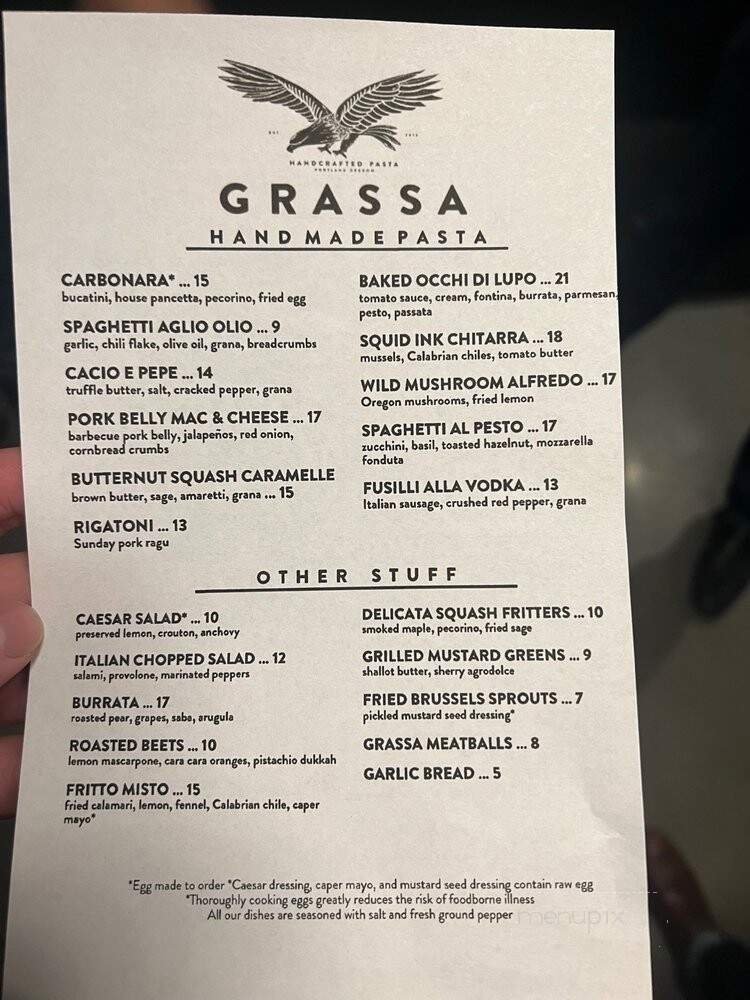 EST 2013
HANDCRAFTED PASTA
PORTLAND OREGON
GRASSA
HAND MADE PASTA
CARBONARA* ... 15
bucatini, house pancetta, pecorino, fried egg
SPAGHETTI AGLIO OLIO ... 9
garlic, chili flake, olive oil, grana, breadcrumbs
CACIO E PEPE ... 14
truffle butter, salt, cracked pepper, grana
PORK BELLY MAC & CHEESE ... 17
barbecue pork belly, jalapeños, red onion,
cornbread crumbs
BUTTERNUT SQUASH CARAMELLE
brown butter, sage, amaretti, grana ... 15
RIGATONI ... 13
Sunday pork ragu
BAKED OCCHI DI LUPO ... 21
tomato sauce, cream, fontina, burrata, parmesan,
pesto, passata
SQUID INK CHITARRA ... 18
mussels, Calabrian chiles, tomato butter
WILD MUSHROOM ALFREDO ... 17
Oregon mushrooms, fried lemon
SPAGHETTI AL PESTO ... 17
zucchini, basil, toasted hazelnut, mozzarella
fonduta
FUSILLI ALLA VODKA ... 13
Italian sausage, crushed red pepper, grana
OTHER STUFF
CAESAR SALAD* ... 10
preserved lemon, crouton, anchovy
ITALIAN CHOPPED SALAD ... 12
salami, provolone, marinated peppers
BURRATA ... 17
roasted pear, grapes, saba, arugula
ROASTED BEETS ... 10
lemon mascarpone, cara cara oranges, pistachio dukkah
FRITTO MISTO ... 15
fried calamari, lemon, fennel, Calabrian chile, caper
mayo*
DELICATA SQUASH FRITTERS ... 10
smoked maple, pecorino, fried sage
GRILLED MUSTARD GREENS ... 9
shallot butter, sherry agrodolce
FRIED BRUSSELS SPROUTS ... 7
pickled mustard seed dressing*
GRASSA MEATBALLS ... 8
GARLIC BREAD ... 5
*Egg made to order *Caesar dressing, caper mayo, and mustard seed dressing contain raw egg
*Thoroughly cooking eggs greatly reduces the risk of foodborne illness
All our dishes are seasoned with salt and fresh ground pepper
menupix